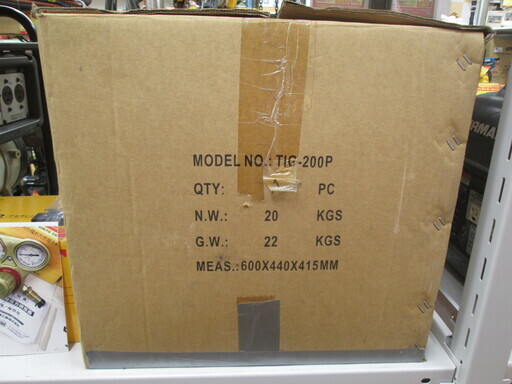 MODEL NO.: TIG-200P
QTY: PC
N.W.: 20 KGS
G.W.: 22 KGS
MEAS.:600X440X415MM